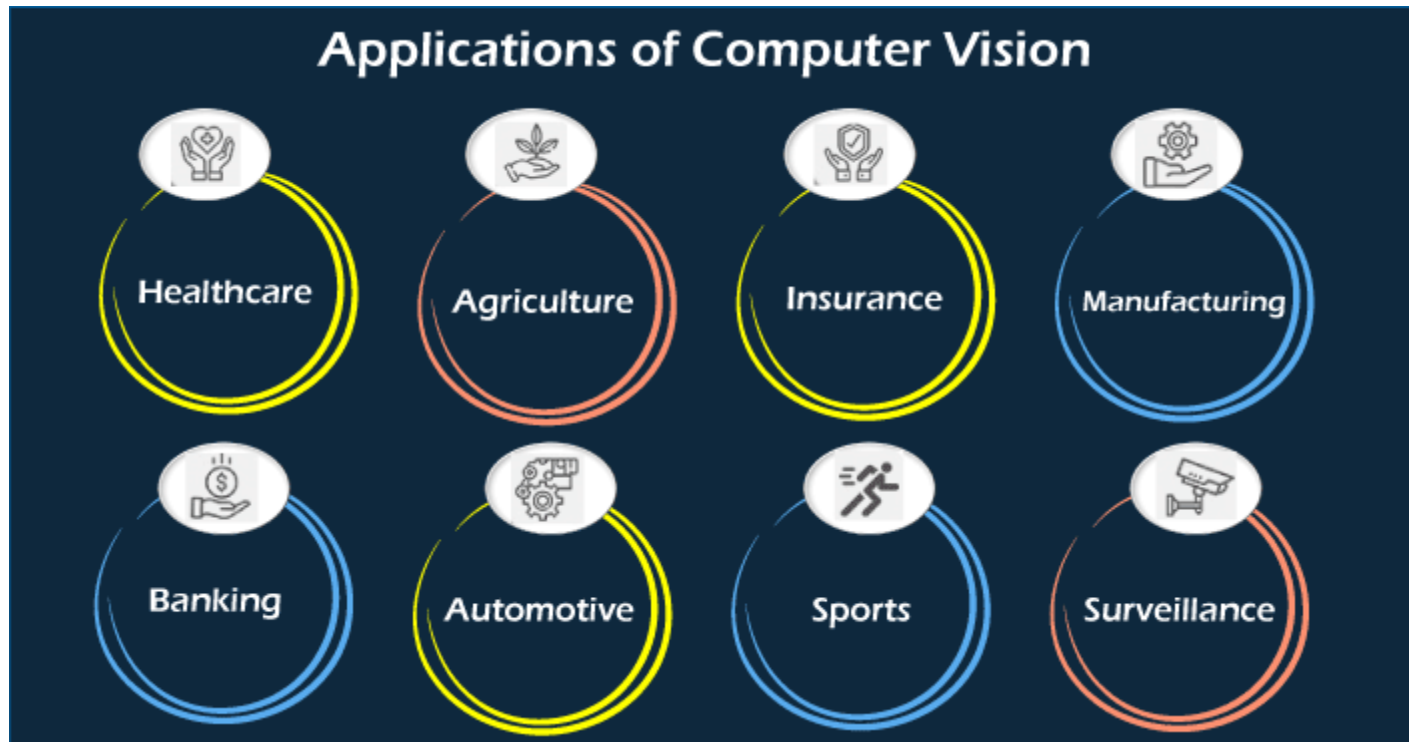 Applications of Computer Vision
Healthcare
Agriculture
Insurance
Manufacturing
Banking
Automotive
Sports
Surveillance